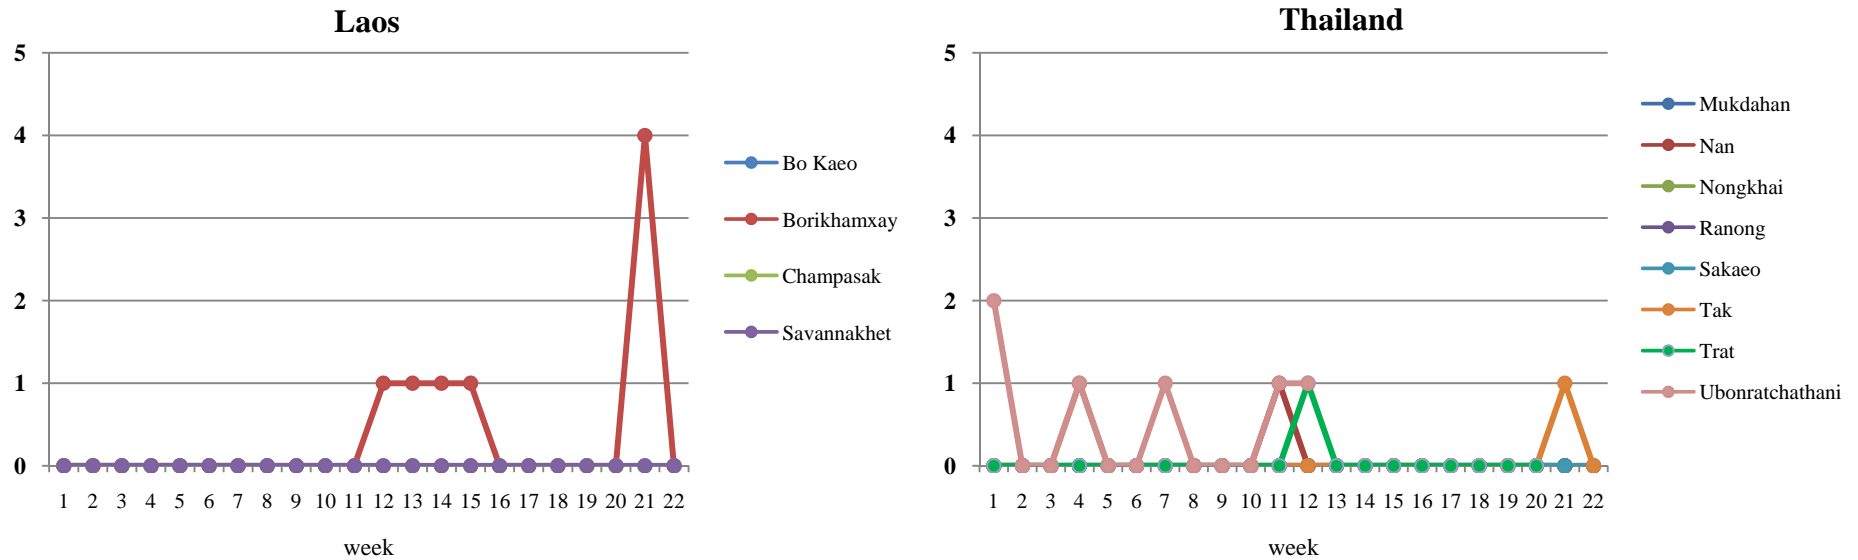 Laos
5
4
3
2
1
0
1 2 3 4 5 6 7 8 9 10 11 12 13 14 15 16 17 18 19 20 21 22
week
Bo Kaeo
Borikhamxay
Champasak
Savannakhet
Thailand
5
4
3
2
1
0
1 2 3 4 5 6 7 8 9 10 11 12 13 14 15 16 17 18 19 20 21 22
week
Mukdahan
Nan
Nongkhai
Ranong
Sakaeo
Tak
Trat
Ubonratchathani